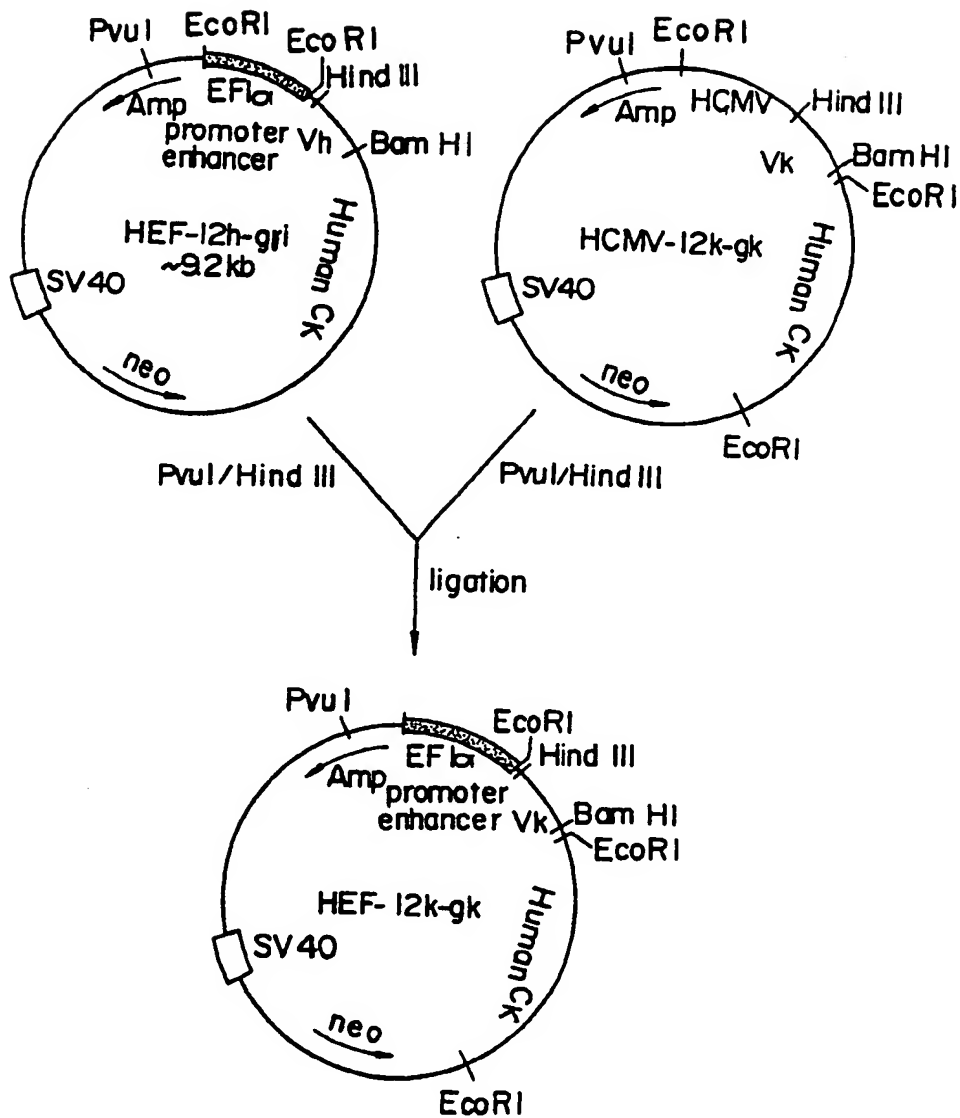 PvuI
EcoRI
EcoRI
Hind III
Amp
EF1α
promoter
enhancer
Vh
Bam HI
HEF-12h-gγ1
~9.2kb
Human Cκ
SV40
neo
PvuI
EcoRI
Amp
HCMV
Hind III
Vk
Bam HI
EcoRI
HCMV-12k-gk
Human Cκ
SV40
neo
EcoRI
PvuI/Hind III
PvuI/Hind III
ligation
PvuI
EcoRI
Hind III
Amp
EF1α
promoter
enhancer
Vk
Bam HI
EcoRI
HEF-12k-gk
Human Cκ
SV40
neo
EcoRI